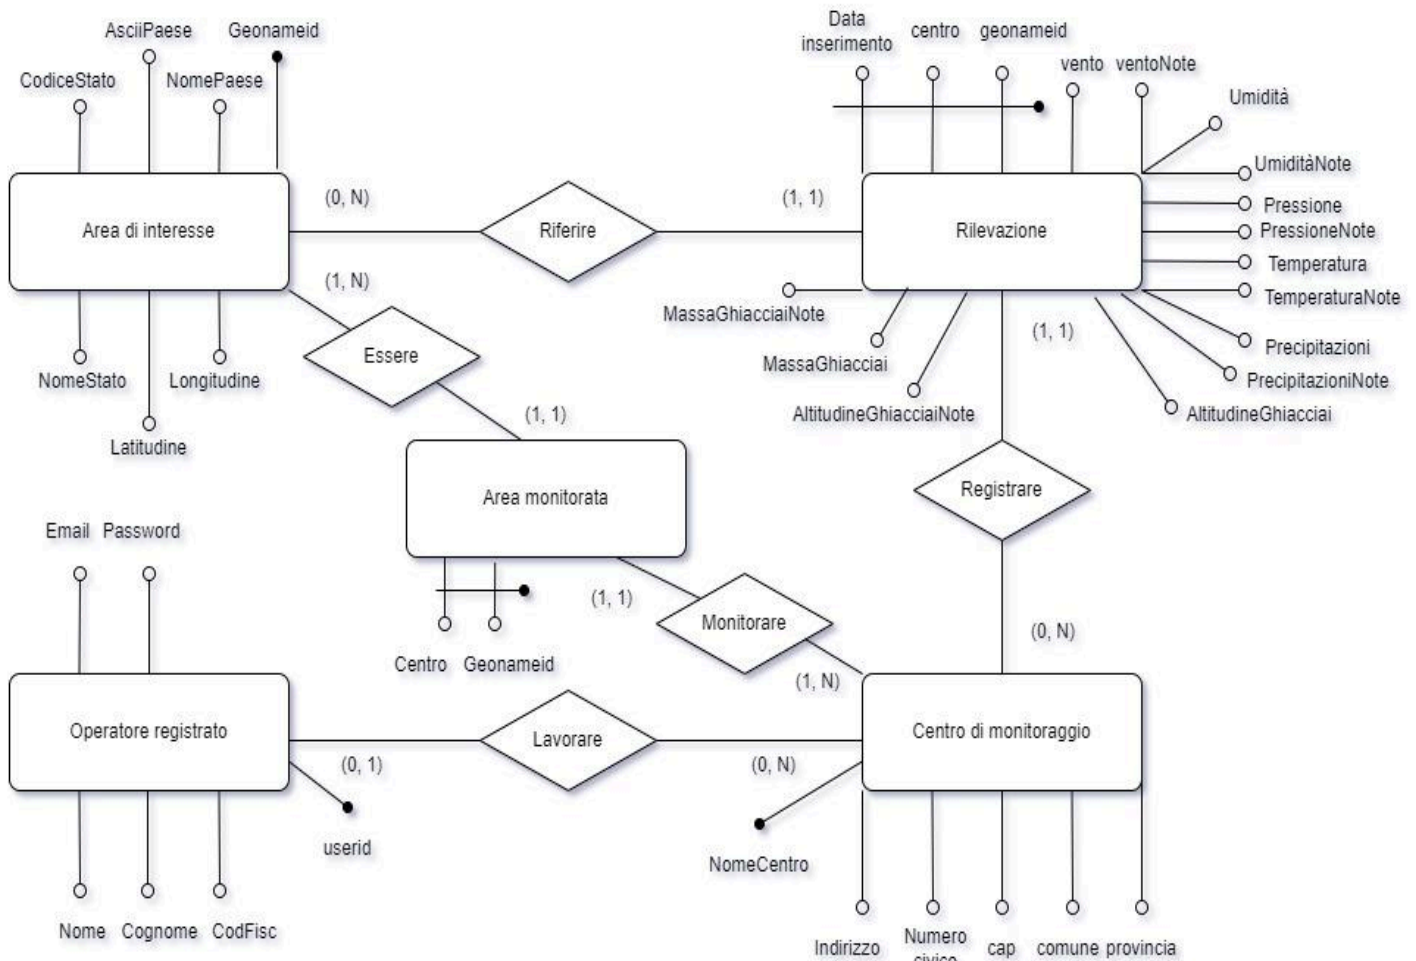 AsciiPaese
Geonameid
CodiceStato
NomePaese
Data
inserimento
centro
geonameid
vento
ventoNote
Umidità
UmiditàNote
Area di interesse
(0, N)
Riferire
(1, 1)
Rilevazione
Pressione
PressioneNote
Temperatura
TemperaturaNote
(1, N)
MassaGhiacciaiNote
(1, 1)
Precipitazioni
Essere
MassaGhiacciai
PrecipitazioniNote
NomeStato
Longitudine
AltitudineGhiacciaiNote
AltitudineGhiacciai
(1, 1)
Latitudine
Area monitorata
Registrare
Email
Password
(1, 1)
Monitorare
(0, N)
Centro
Geonameid
(1, N)
Operatore registrato
Lavorare
Centro di monitoraggio
(0, 1)
(0, N)
userid
NomeCentro
Nome
Cognome
CodFisc
Indirizzo
Numero
civico
cap
comune
provincia